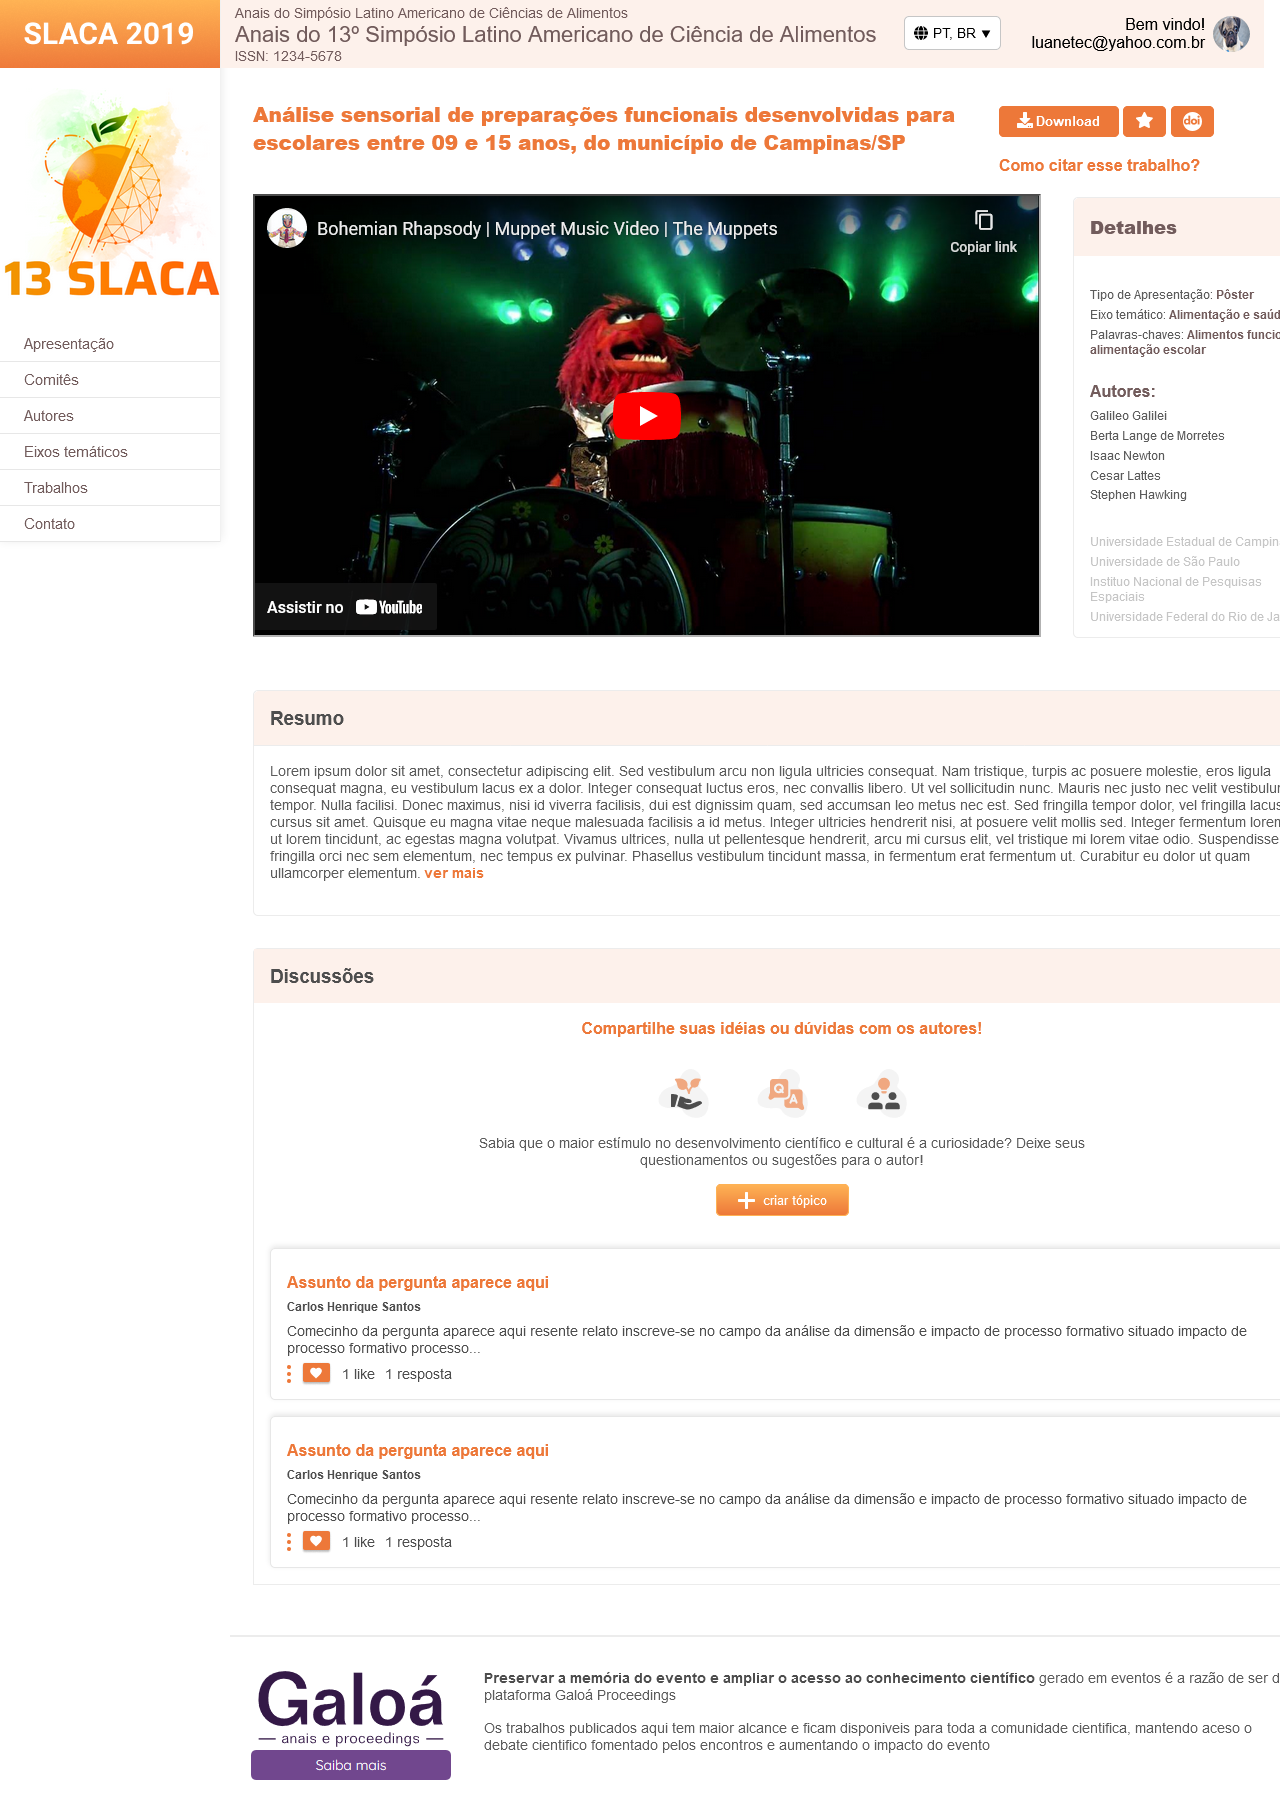 SLACA 2019
Anais do Simpósio Latino Americano de Ciências de Alimentos
Anais do 13º Simpósio Latino Americano de Ciência de Alimentos
ISSN: 1234-5678
PT, BR ▼
Bem vindo!
luanetec@yahoo.com.br
13 SLACA
Apresentação
Comitês
Autores
Eixos temáticos
Trabalhos
Contato
Análise sensorial de preparações funcionais desenvolvidas para
escolares entre 09 e 15 anos, do município de Campinas/SP
Download
doi
Como citar esse trabalho?
Bohemian Rhapsody | Muppet Music Video | The Muppets
Copiar link
Assistir no YouTube
Detalhes
Tipo de Apresentação: Pôster
Eixo temático: Alimentação e saúd
Palavras-chaves: Alimentos funcio
alimentação escolar
Autores:
Galileo Galilei
Berta Lange de Morretes
Isaac Newton
Cesar Lattes
Stephen Hawking
Universidade Estadual de Campin
Universidade de São Paulo
Instituo Nacional de Pesquisas
Espaciais
Universidade Federal do Rio de Ja
Resumo
Lorem ipsum dolor sit amet, consectetur adipiscing elit. Sed vestibulum arcu non ligula ultricies consequat. Nam tristique, turpis ac posuere molestie, eros ligula
consequat magna, eu vestibulum lacus ex a dolor. Integer consequat luctus eros, nec convallis libero. Ut vel sollicitudin nunc. Mauris nec justo nec velit vestibulum
tempor. Nulla facilisi. Donec maximus, nisi id viverra facilisis, dui est dignissim quam, sed accumsan leo metus nec est. Sed fringilla tempor dolor, vel fringilla lacus
cursus sit amet. Quisque eu magna vitae neque malesuada facilisis a id metus. Integer ultricies hendrerit nisi, at posuere velit mollis sed. Integer fermentum lorem
ut lorem tincidunt, ac egestas magna volutpat. Vivamus ultrices, nulla ut pellentesque hendrerit, arcu mi cursus elit, vel tristique mi lorem vitae odio. Suspendisse
fringilla orci nec sem elementum, nec tempus ex pulvinar. Phasellus vestibulum tincidunt massa, in fermentum erat fermentum ut. Curabitur eu dolor ut quam
ullamcorper elementum. ver mais
Discussões
Compartilhe suas idéias ou dúvidas com os autores!
Q A
Sabia que o maior estímulo no desenvolvimento científico e cultural é a curiosidade? Deixe seus
questionamentos ou sugestões para o autor!
criar tópico
Assunto da pergunta aparece aqui
Carlos Henrique Santos
Comecinho da pergunta aparece aqui resente relato inscreve-se no campo da análise da dimensão e impacto de processo formativo situado impacto de
processo formativo processo...
1 like 1 resposta
Assunto da pergunta aparece aqui
Carlos Henrique Santos
Comecinho da pergunta aparece aqui resente relato inscreve-se no campo da análise da dimensão e impacto de processo formativo situado impacto de
processo formativo processo...
1 like 1 resposta
Galoá
anais e proceedings
Saiba mais
Preservar a memória do evento e ampliar o acesso ao conhecimento científico gerado em eventos é a razão de ser d
plataforma Galoá Proceedings
Os trabalhos publicados aqui tem maior alcance e ficam disponiveis para toda a comunidade cientifica, mantendo aceso o
debate cientifico fomentado pelos encontros e aumentando o impacto do evento